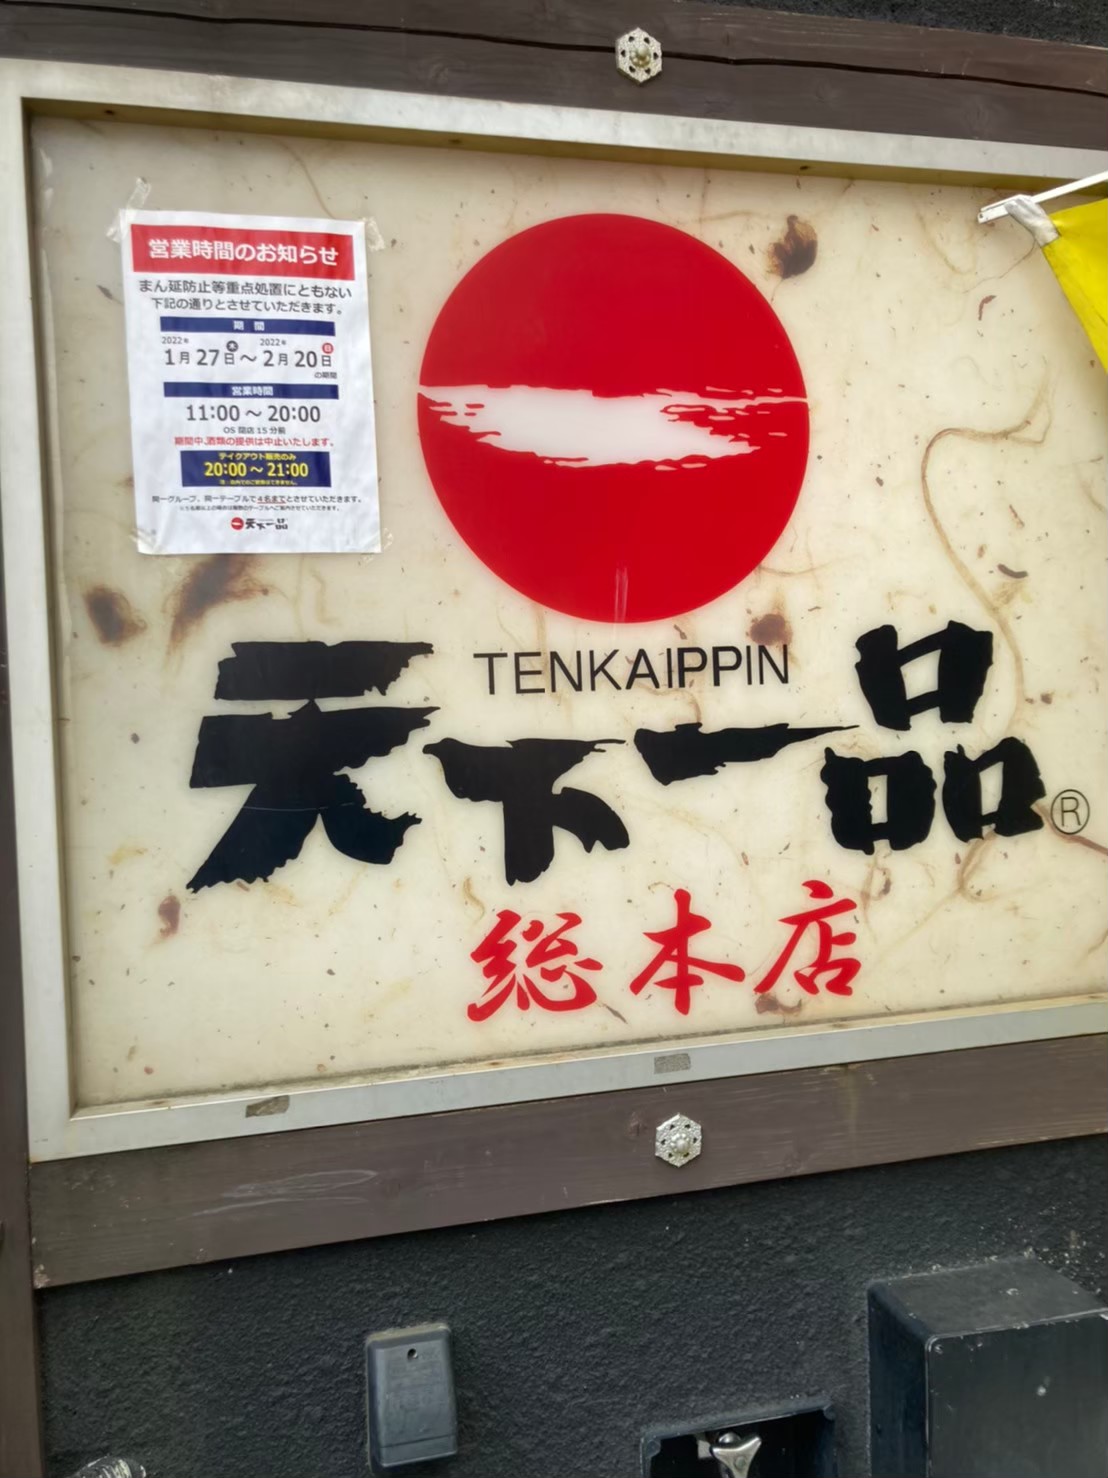 営業時間のお知らせ
まん延防止等重点処置にともない
下記の通りとさせていただきます。
期 間
2022年 2022年
1月27日木〜2月20日日
の期間
営業時間
11:00 〜 20:00
OS 閉店 15 分前
期間中、酒類の提供は中止いたします。
テイクアウト販売のみ
20:00 〜 21:00
同一グループ、同一テーブルで4名までとさせていただきます。
天下一品
TENKAIPPIN
天下一品®
総本店